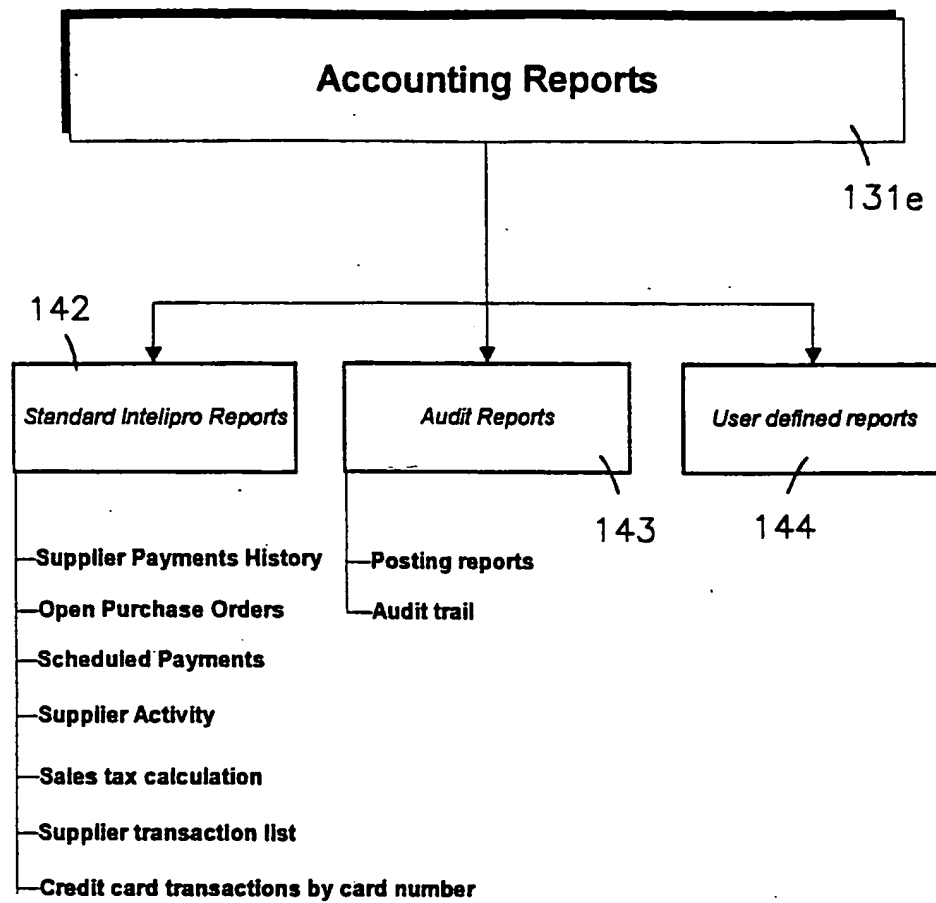 Accounting Reports
131e
142
Standard Intelipro Reports
Audit Reports
User defined reports
143
144
Supplier Payments History
Open Purchase Orders
Scheduled Payments
Supplier Activity
Sales tax calculation
Supplier transaction list
Credit card transactions by card number
Posting reports
Audit trail